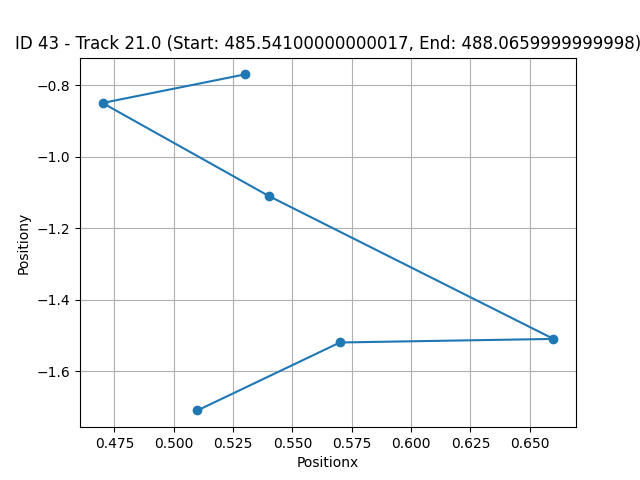 ID 43 - Track 21.0 (Start: 485.54100000000017, End: 488.0659999999998)
−0.8
−1.0
−1.2
−1.4
−1.6
Positiony
0.475 0.500 0.525 0.550 0.575 0.600 0.625 0.650
Positionx